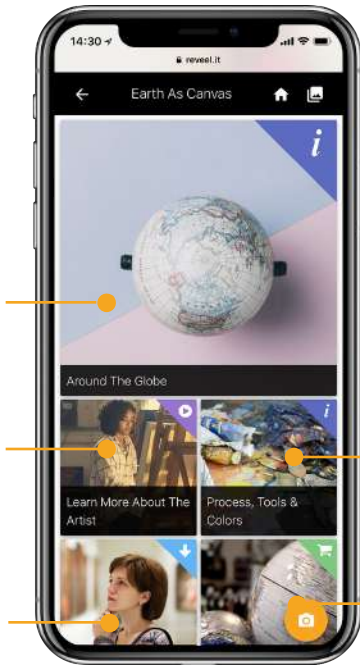 14:30
reveel.it
Earth As Canvas
i
Around The Globe
i
Learn More About The
Artist
Process, Tools &
Colors